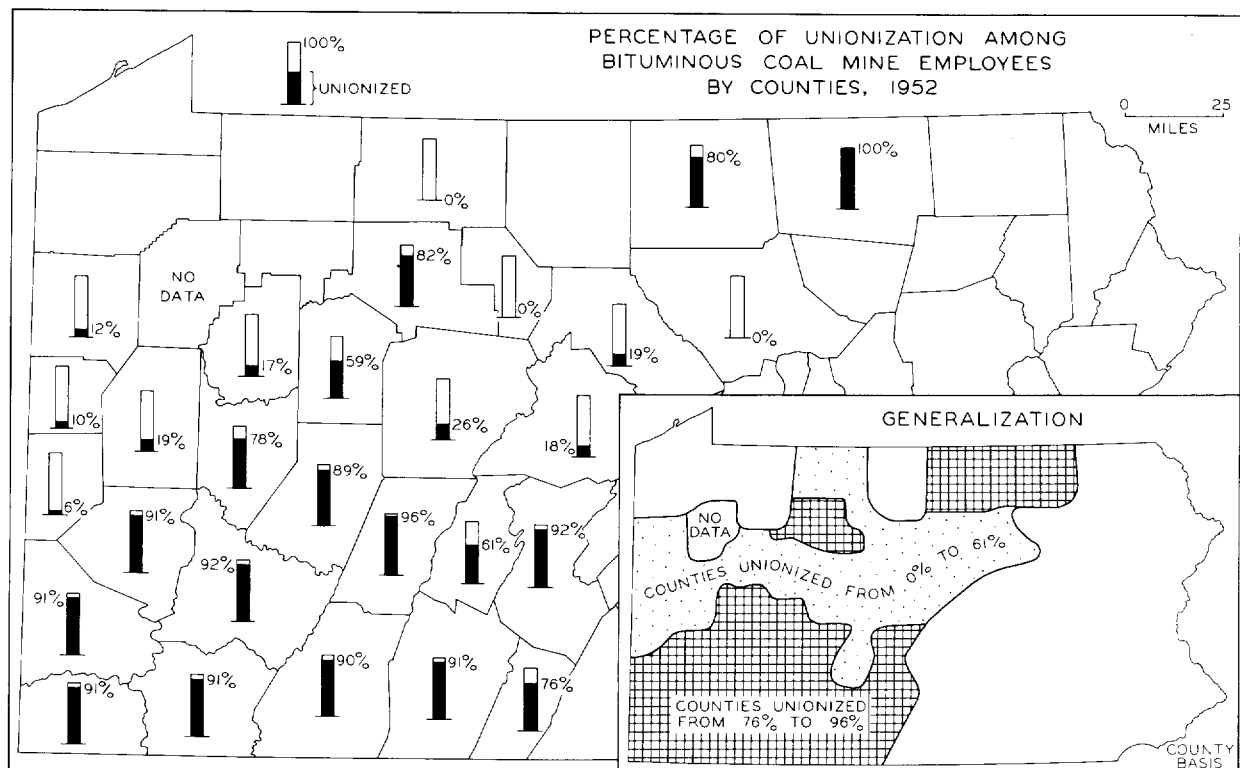 PERCENTAGE OF UNIONIZATION AMONG
BITUMINOUS COAL MINE EMPLOYEES
BY COUNTIES, 1952
100%
UNIONIZED
0 25
MILES
0%
80%
100%
NO
DATA
82%
0%
0%
12%
17%
59%
19%
10%
19%
78%
26%
18%
6%
91%
89%
96%
61%
92%
92%
91%
91%
91%
90%
91%
76%
GENERALIZATION
NO
DATA
COUNTIES UNIONIZED FROM 0% TO 61%
COUNTIES UNIONIZED
FROM 76% TO 96%
COUNTY
BASIS